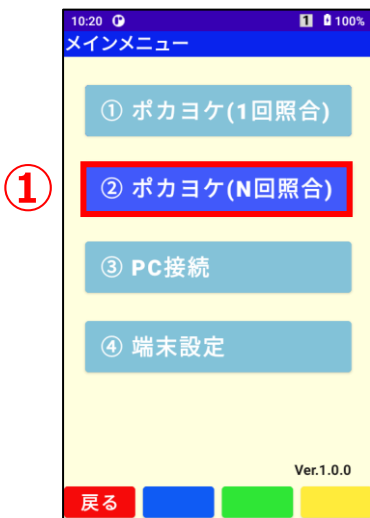 10:20 1 100%
メインメニュー
① ポカヨケ(1回照合)
①
② ポカヨケ(N回照合)
③ PC接続
④ 端末設定
Ver.1.0.0
戻る